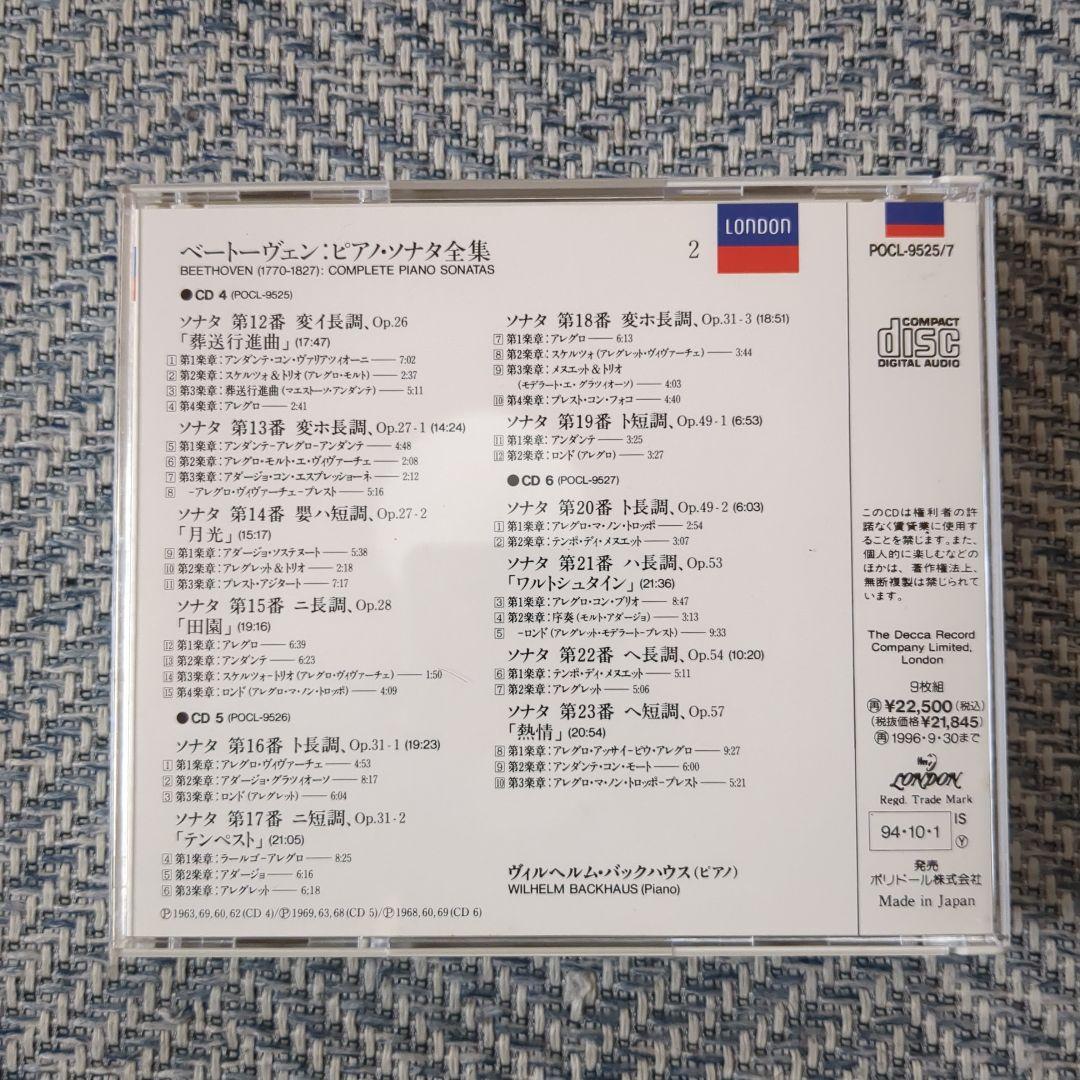 ベートーヴェン：ピアノ・ソナタ全集
BEETHOVEN (1770-1827): COMPLETE PIANO SONATAS
2
LONDON
●CD 4 (POCL-9525)
ソナタ 第12番 変イ長調、Op.26
「葬送行進曲」(17:47)
1 第1楽章：アンダンテ・コン・ヴァリアツィオーニ —— 7:02
2 第2楽章：スケルツォ＆トリオ（アレグロ・モルト）—— 2:37
3 第3楽章：葬送行進曲（マエストーソ・アンダンテ）—— 5:11
4 第4楽章：アレグロ —— 2:41
ソナタ 第13番 変ホ長調、Op.27-1 (14:24)
5 第1楽章：アンダンテ–アレグロ–アンダンテ —— 4:48
6 第2楽章：アレグロ・モルト・エ・ヴィヴァーチェ —— 2:08
7 第3楽章：アダージョ・コン・エスプレッショーネ —— 2:12
8 –アレグロ・ヴィヴァーチェ–プレスト —— 5:16
ソナタ 第14番 嬰ハ短調、Op.27-2
「月光」(15:17)
9 第1楽章：アダージョ・ソステヌート —— 5:38
10 第2楽章：アレグレット＆トリオ —— 2:18
11 第3楽章：プレスト・アジタート —— 7:17
ソナタ 第15番 ニ長調、Op.28
「田園」(19:16)
12 第1楽章：アレグロ —— 6:39
13 第2楽章：アンダンテ —— 6:23
14 第3楽章：スケルツォ–トリオ（アレグロ・ヴィヴァーチェ）—— 1:50
15 第4楽章：ロンド（アレグロ・マ・ノン・トロッポ）—— 4:09
●CD 5 (POCL-9526)
ソナタ 第16番 ト長調、Op.31-1 (19:23)
1 第1楽章：アレグロ・ヴィヴァーチェ —— 4:53
2 第2楽章：アダージョ・グラツィオーソ —— 8:17
3 第3楽章：ロンド（アレグレット）—— 6:04
ソナタ 第17番 ニ短調、Op.31-2
「テンペスト」(21:05)
4 第1楽章：ラールゴ–アレグロ —— 8:25
5 第2楽章：アダージョ —— 6:16
6 第3楽章：アレグレット —— 6:18
Ⓟ1963,69,60,62 (CD 4)/Ⓟ1969,63,68 (CD 5)/Ⓟ1968,60,69 (CD 6)
ソナタ 第18番 変ホ長調、Op.31-3 (18:51)
7 第1楽章：アレグロ —— 6:13
8 第2楽章：スケルツォ（アレグレット・ヴィヴァーチェ）—— 3:44
9 第3楽章：メヌエット＆トリオ
（モデラート・エ・グラツィオーソ）—— 4:03
10 第4楽章：プレスト・コン・フォコ —— 4:40
ソナタ 第19番 ト短調、Op.49-1 (6:53)
11 第1楽章：アンダンテ —— 3:25
12 第2楽章：ロンド（アレグロ）—— 3:27
●CD 6 (POCL-9527)
ソナタ 第20番 ト長調、Op.49-2 (6:03)
1 第1楽章：アレグロ・マ・ノン・トロッポ —— 2:54
2 第2楽章：テンポ・ディ・メヌエット —— 3:07
ソナタ 第21番 ハ長調、Op.53
「ワルトシュタイン」(21:36)
3 第1楽章：アレグロ・コン・ブリオ —— 8:47
4 第2楽章：序奏（モルト・アダージョ）—— 3:13
5 –ロンド（アレグレット・モデラート–プレスト）—— 9:33
ソナタ 第22番 ヘ長調、Op.54 (10:20)
6 第1楽章：テンポ・ディ・メヌエット —— 5:11
7 第2楽章：アレグレット —— 5:06
ソナタ 第23番 ヘ短調、Op.57
「熱情」(20:54)
8 第1楽章：アレグロ・アッサイ–ピウ・アレグロ —— 9:27
9 第2楽章：アンダンテ・コン・モート —— 6:00
10 第3楽章：アレグロ・マ・ノン・トロッポ–プレスト —— 5:21
ヴィルヘルム・バックハウス（ピアノ）
WILHELM BACKHAUS (Piano)
POCL-9525/7
COMPACT
disc
DIGITAL AUDIO
このCDは権利者の許
諾なく賃貸業に使用す
ることを禁じます。また、
個人的に楽しむなどの
ほかは、著作権法上、
無断複製は禁じられて
います。
The Decca Record
Company Limited,
London
9枚組
再¥22,500（税込）
（税抜価格¥21,845）
再1996・9・30まで
LONDON
Regd. Trade Mark
94・10・1
IS
Ⓨ
発売
ポリドール株式会社
Made in Japan